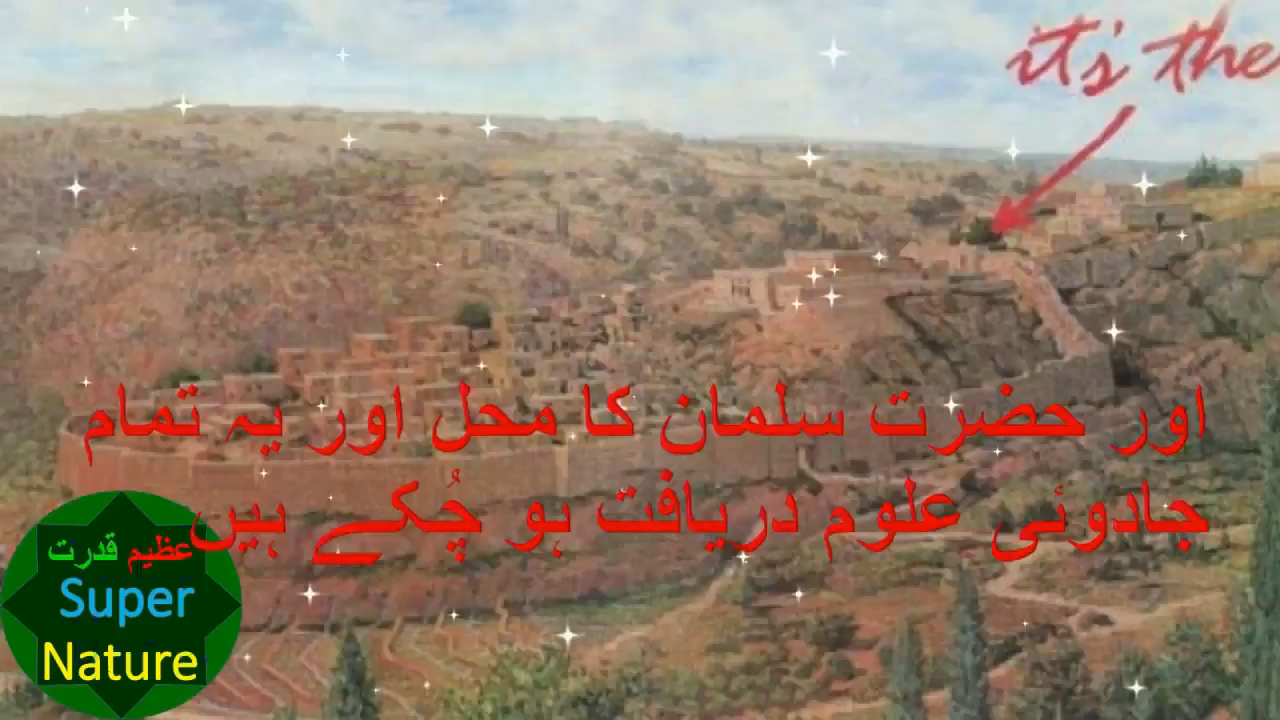 it's the
اور حضرت سلمان کا محل اور یہ تمام
جادوئی علوم دریافت ہو چُکے ہیں
عظیم قدرت
Super
Nature